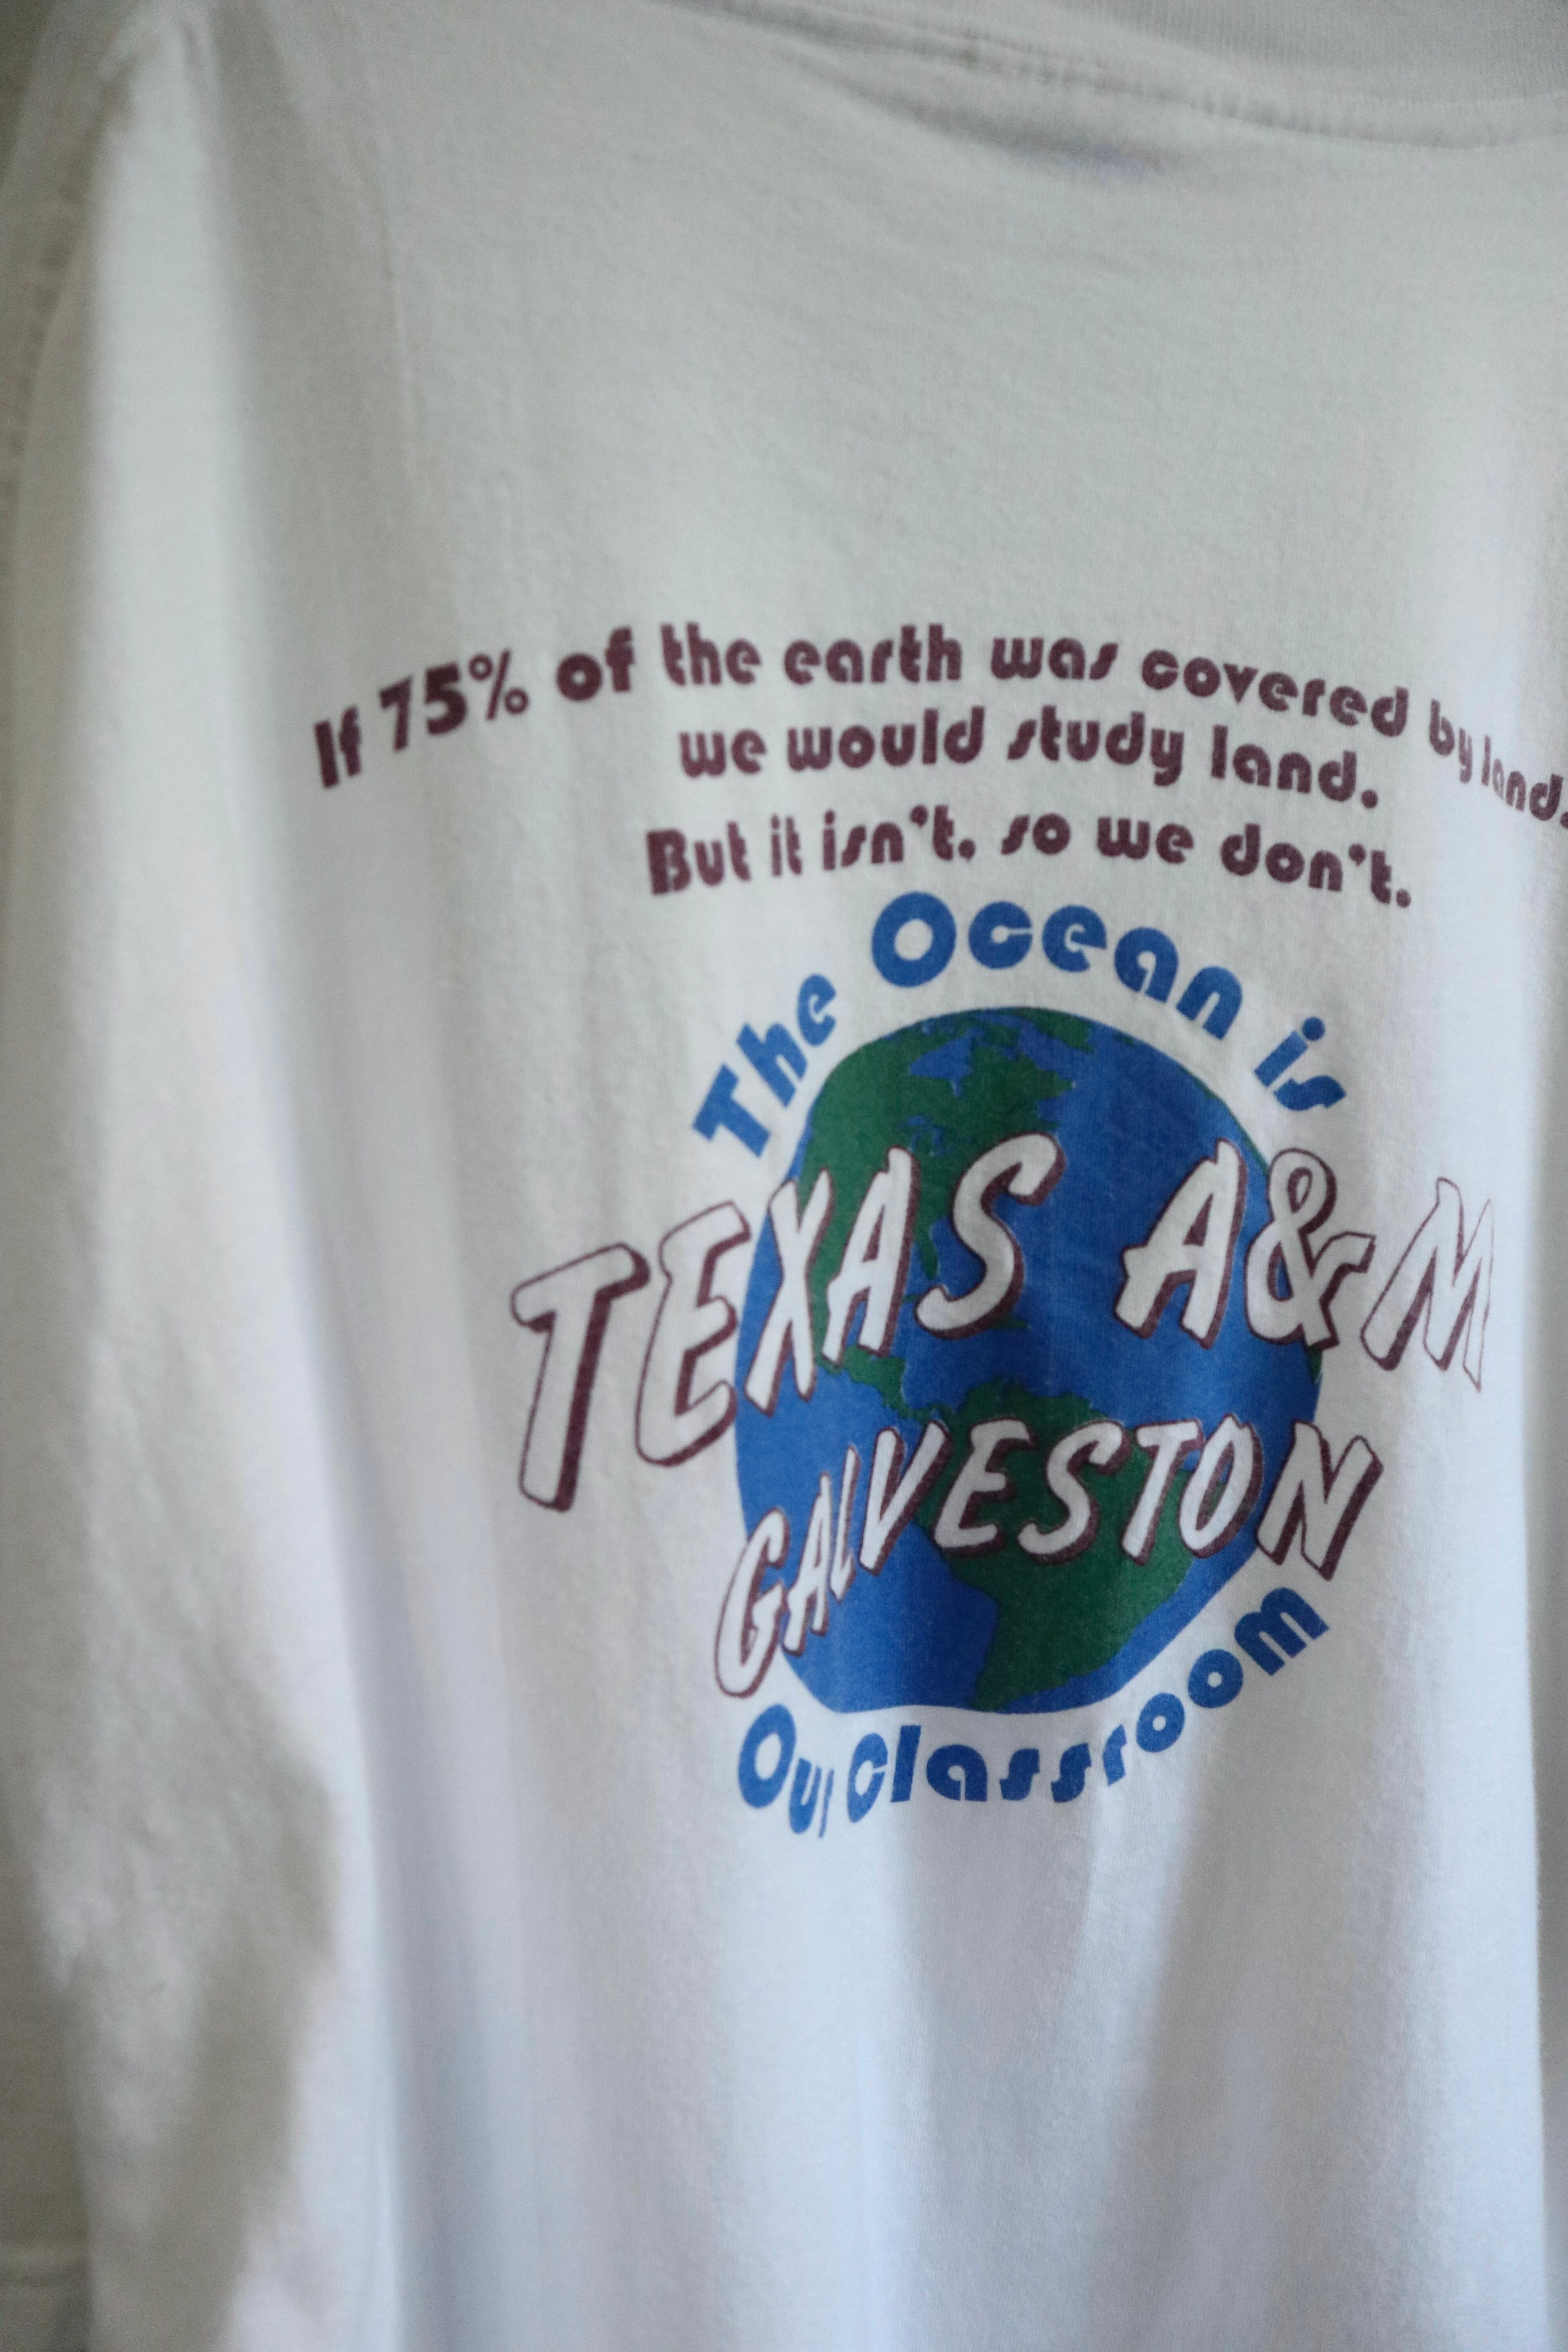 If 75% of the earth was covered by land.
we would study land.
But it isn't. so we don't.
The Ocean is
TEXAS A&M
GALVESTON
Our Classroom